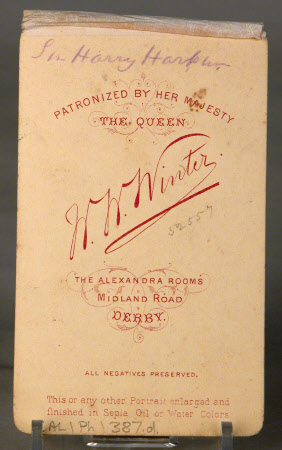 Sir Harry Harpur
PATRONIZED BY HER MAJESTY
THE QUEEN
W. W. Winter.
52557
THE ALEXANDRA ROOMS
MIDLAND ROAD
DERBY.
ALL NEGATIVES PRESERVED.
This or any other Portrait enlarged and
finished in Sepia Oil or Water Colors
AL|Ph|387.d.